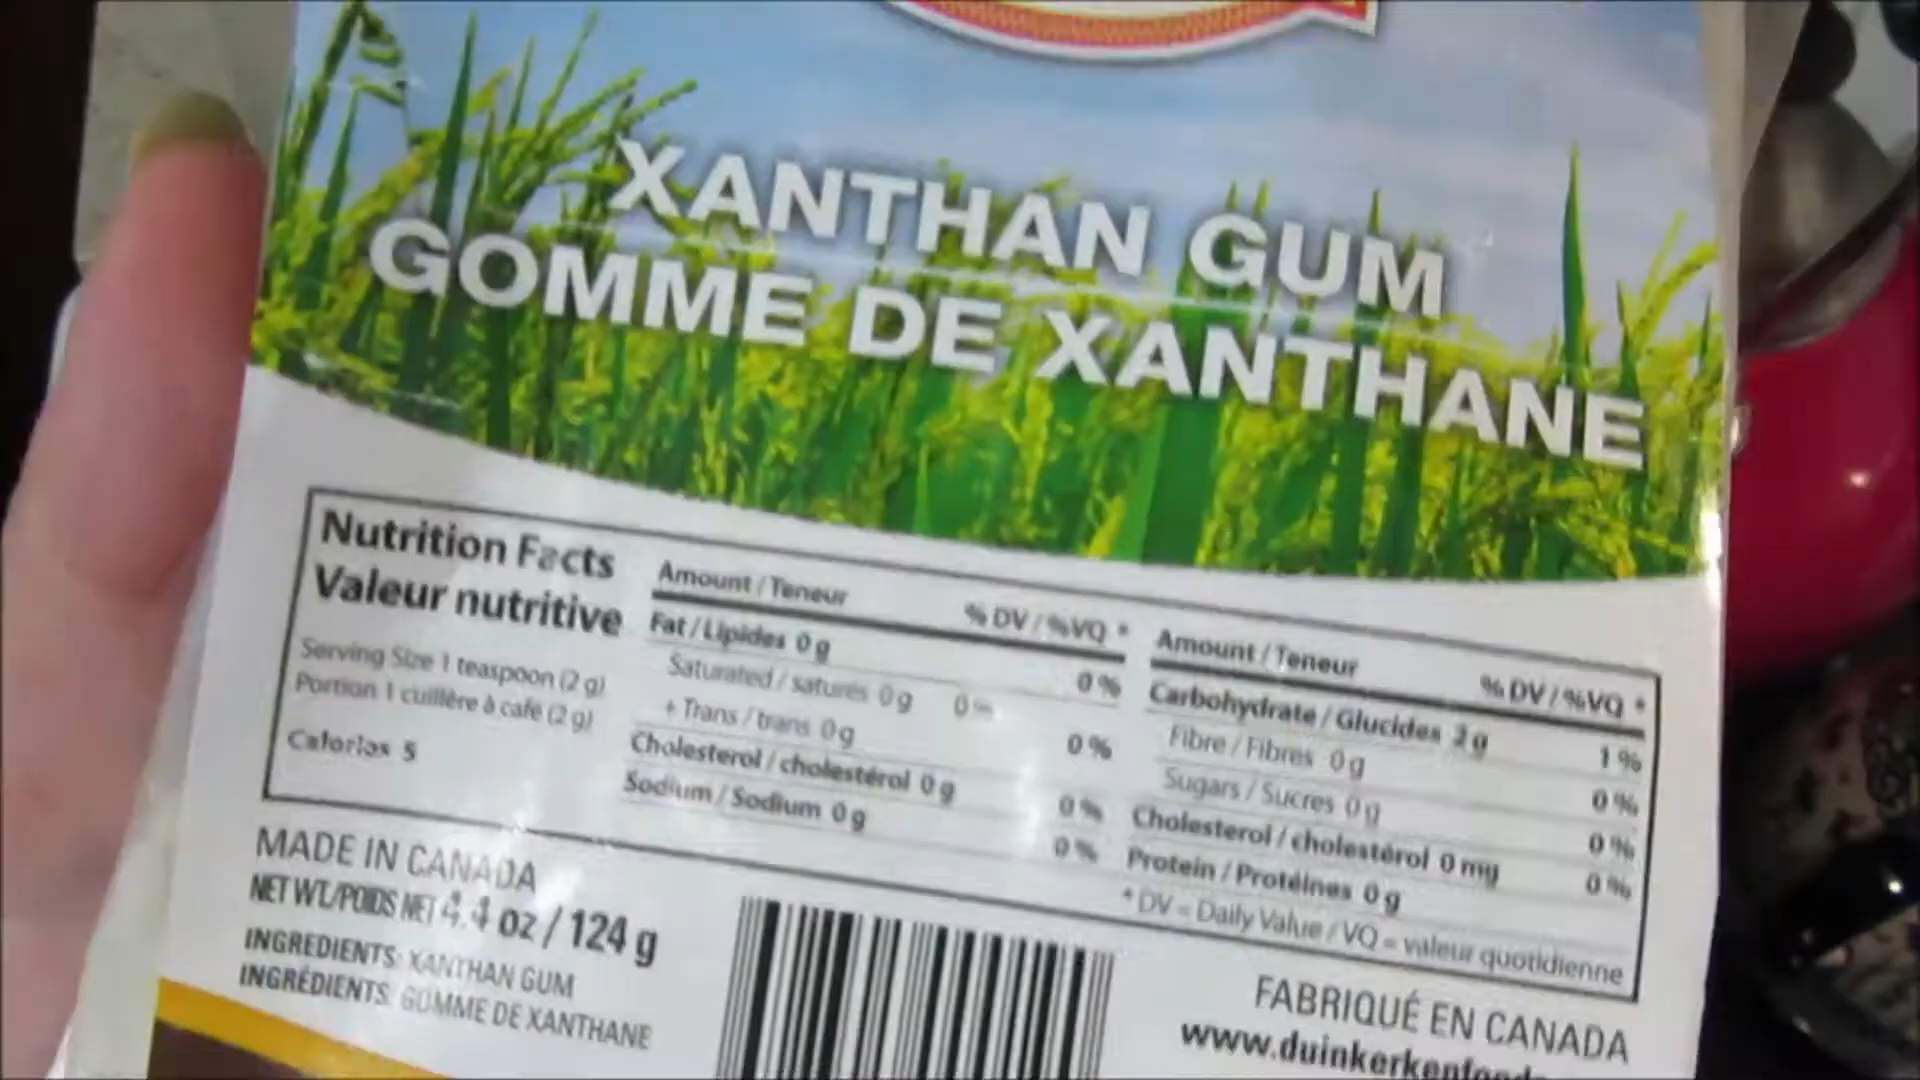 XANTHAN GUM
GOMME DE XANTHANE
Nutrition Facts
Valeur nutritive
Serving Size 1 teaspoon (2 g)
Portion 1 cuillère à café (2 g)
Calories 5
Amount / Teneur % DV / %VQ *
Fat / Lipides 0 g 0 %
Saturated / saturés 0 g 0%
+ Trans / trans 0 g 0 %
Cholesterol / cholestérol 0 g 0 %
Sodium / Sodium 0 g 0 %
Amount / Teneur % DV / %VQ *
Carbohydrate / Glucides 2 g 1 %
Fibre / Fibres 0 g 0 %
Sugars / Sucres 0 g 0 %
Cholesterol / cholestérol 0 mg 0 %
Protein / Protéines 0 g
* DV = Daily Value / VQ = valeur quotidienne
MADE IN CANADA
NET WT./POIDS NET 4.4 oz / 124 g
INGREDIENTS: XANTHAN GUM
INGRÉDIENTS: GOMME DE XANTHANE
FABRIQUÉ EN CANADA